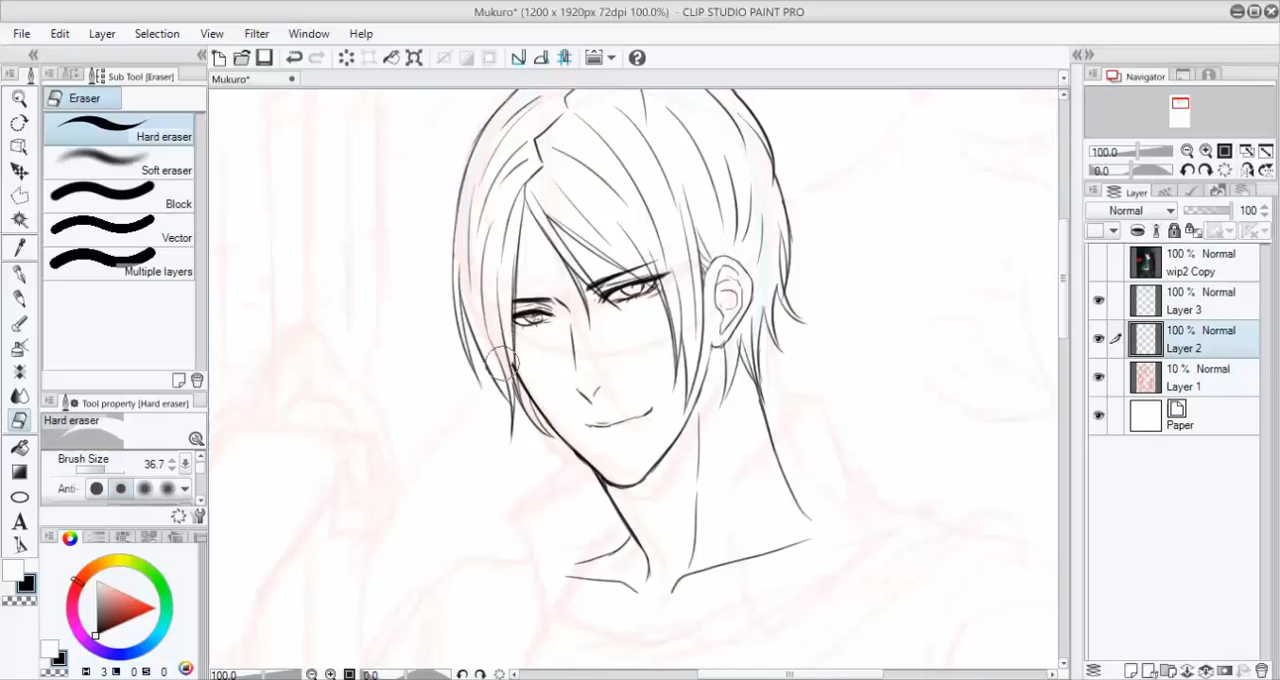 Mukuro* (1200 x 1920px 72dpi 100.0%) - CLIP STUDIO PAINT PRO
File Edit Layer Selection View Filter Window Help
Sub Tool [Eraser]
Mukuro*
Navigator
Eraser
Hard eraser
Soft eraser
Block
Vector
Multiple layers
100.0
0.0
Layer
Normal 100
100 % Normal
wip2 Copy
100 % Normal
Layer 3
100 % Normal
Layer 2
10 % Normal
Layer 1
Paper
Tool property [Hard eraser]
Hard eraser
Brush Size 36.7
Anti-
A
H 3 L 0 S 0
100.0 0.0